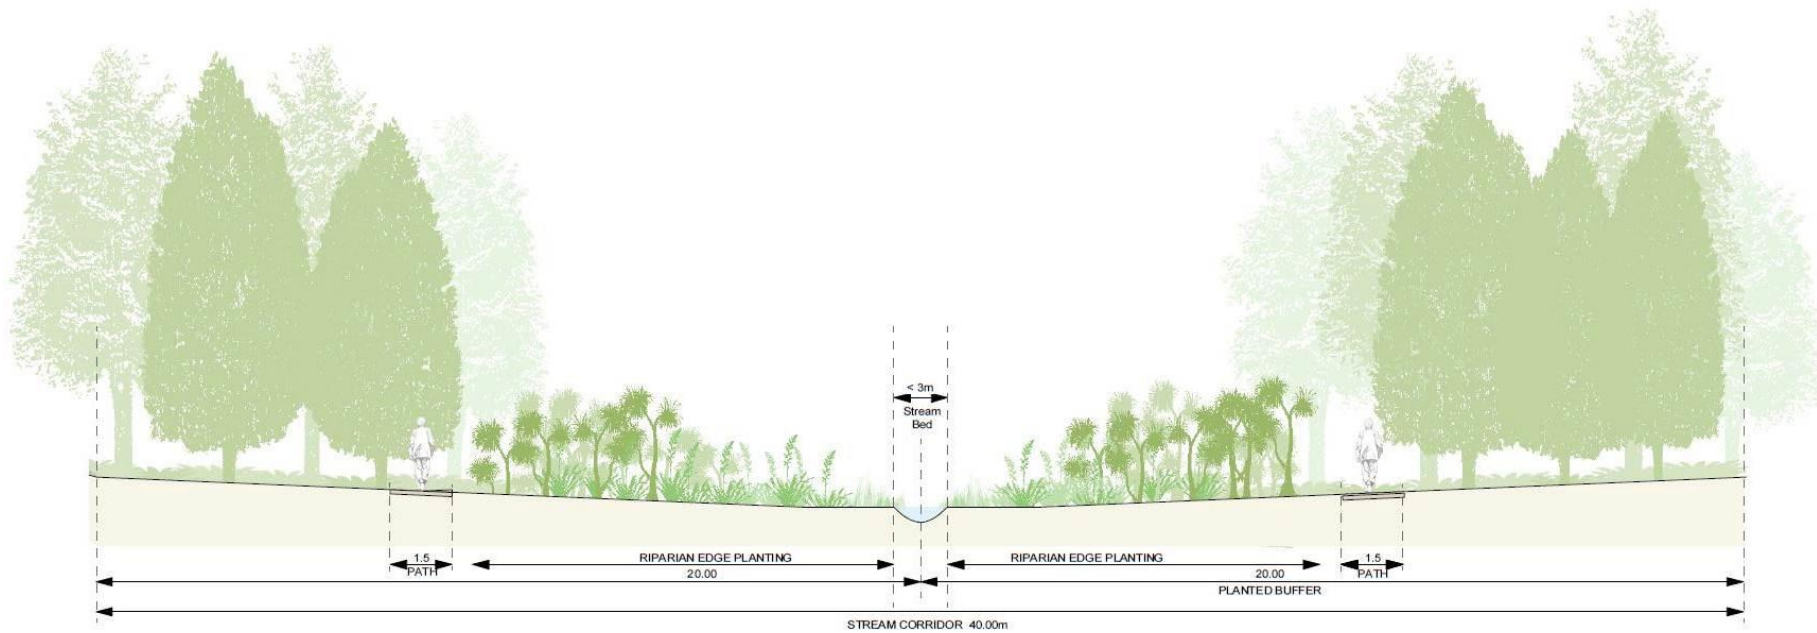 < 3m
Stream
Bed
1.5
PATH
RIPARIAN EDGE PLANTING
RIPARIAN EDGE PLANTING
1.5
PATH
20.00
20.00
PLANTED BUFFER
STREAM CORRIDOR 40.00m